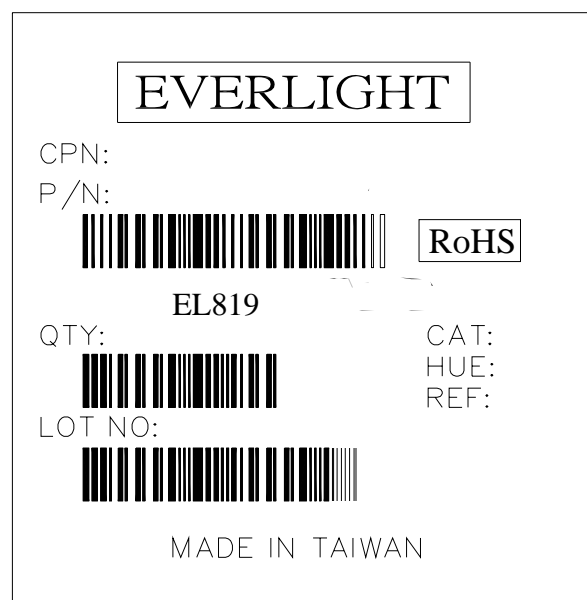 EVERLIGHT
CPN:
P/N:
RoHS
EL819
QTY:
CAT:
HUE:
REF:
LOT NO:
MADE IN TAIWAN